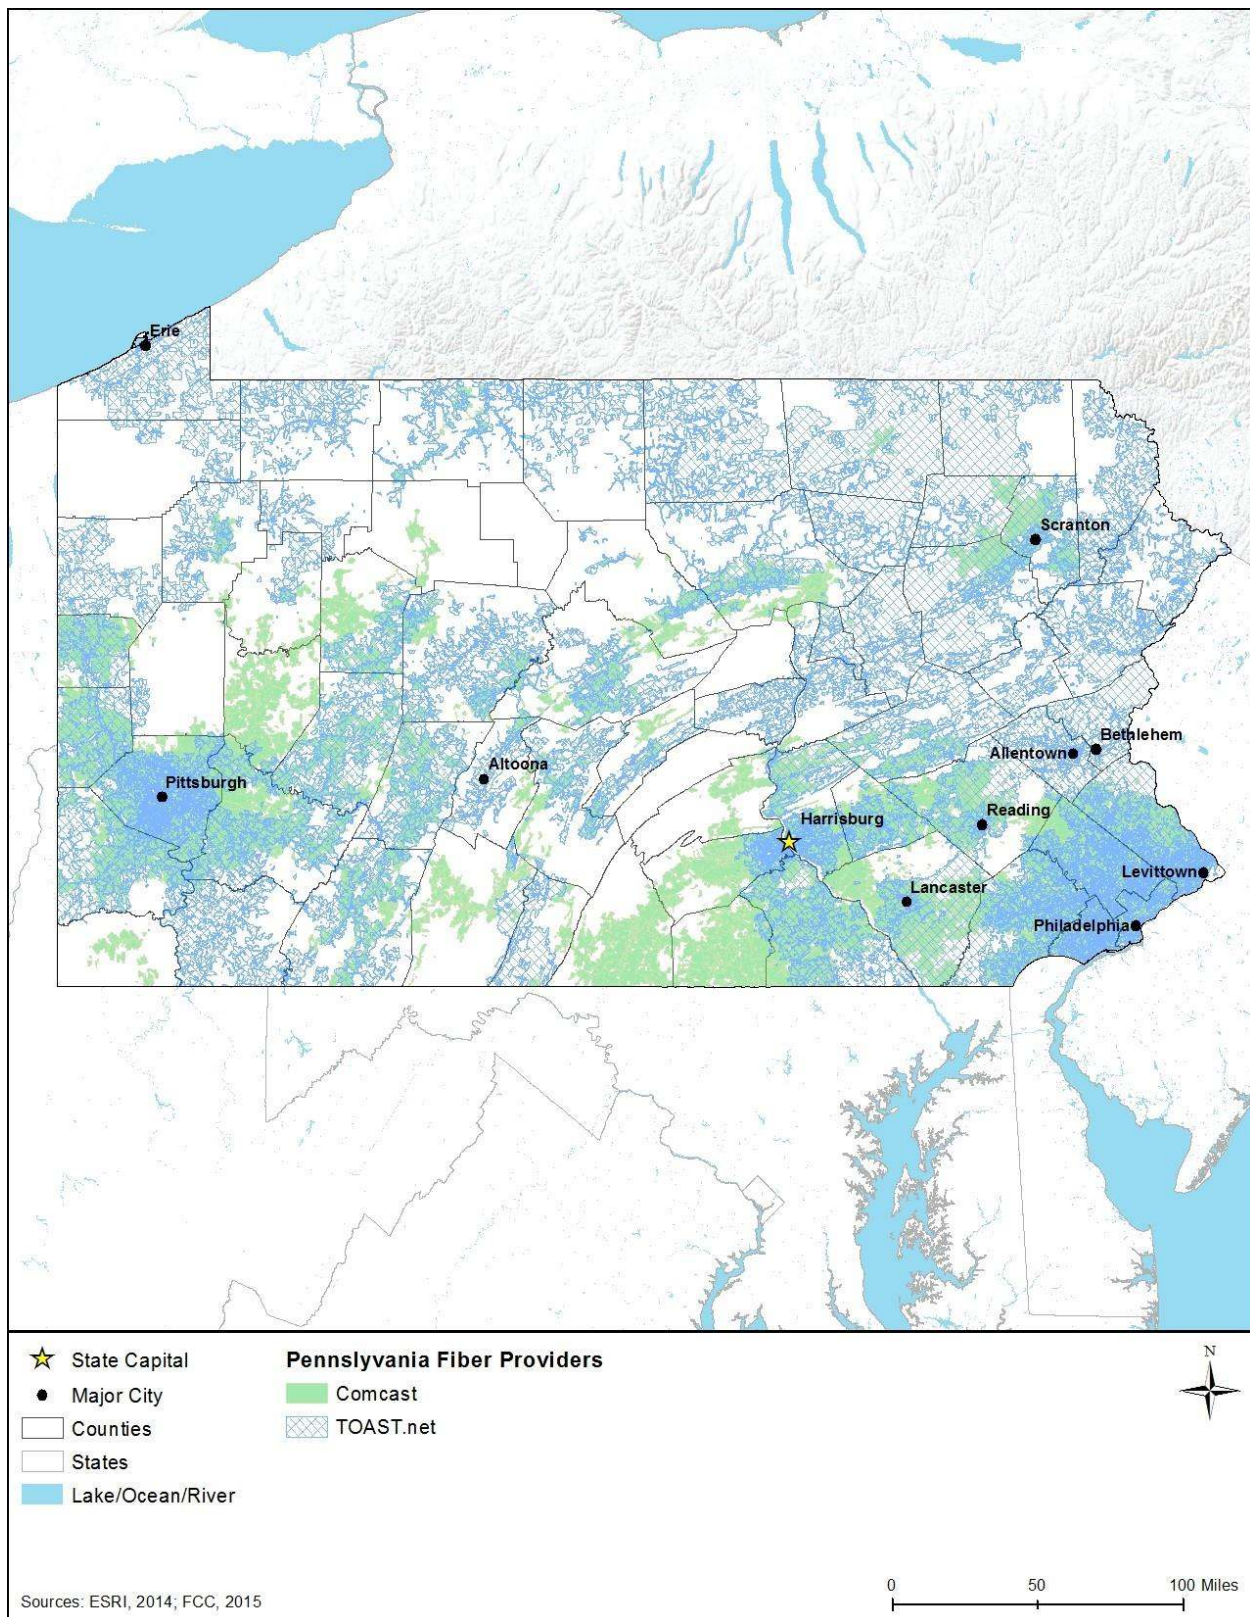 Erie
Scranton
Bethlehem
Allentown
Altoona
Pittsburgh
Reading
Harrisburg
Levittown
Lancaster
Philadelphia
State Capital
Major City
Counties
States
Lake/Ocean/River
Pennslyvania Fiber Providers
Comcast
TOAST.net
N
Sources: ESRI, 2014; FCC, 2015
0 50 100 Miles